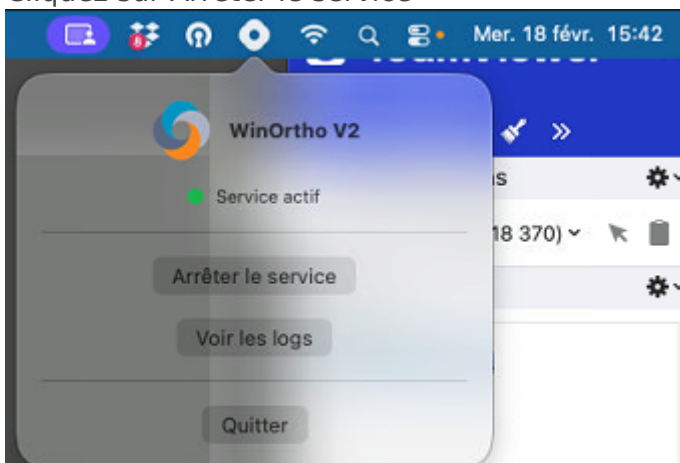 Cliquez sur Arrêter le service
Mer. 18 févr. 15:42
TeamViewer
WinOrtho V2
Service actif
18 370)
Arrêter le service
Voir les logs
Quitter